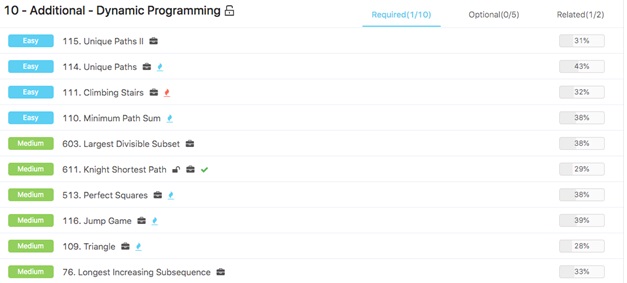 10 - Additional - Dynamic Programming Required(1/10) Optional(0/5) Related(1/2)
Easy 115. Unique Paths II 31%
Easy 114. Unique Paths 43%
Easy 111. Climbing Stairs 32%
Easy 110. Minimum Path Sum 38%
Medium 603. Largest Divisible Subset 38%
Medium 611. Knight Shortest Path 29%
Medium 513. Perfect Squares 38%
Medium 116. Jump Game 39%
Medium 109. Triangle 28%
Medium 76. Longest Increasing Subsequence 33%